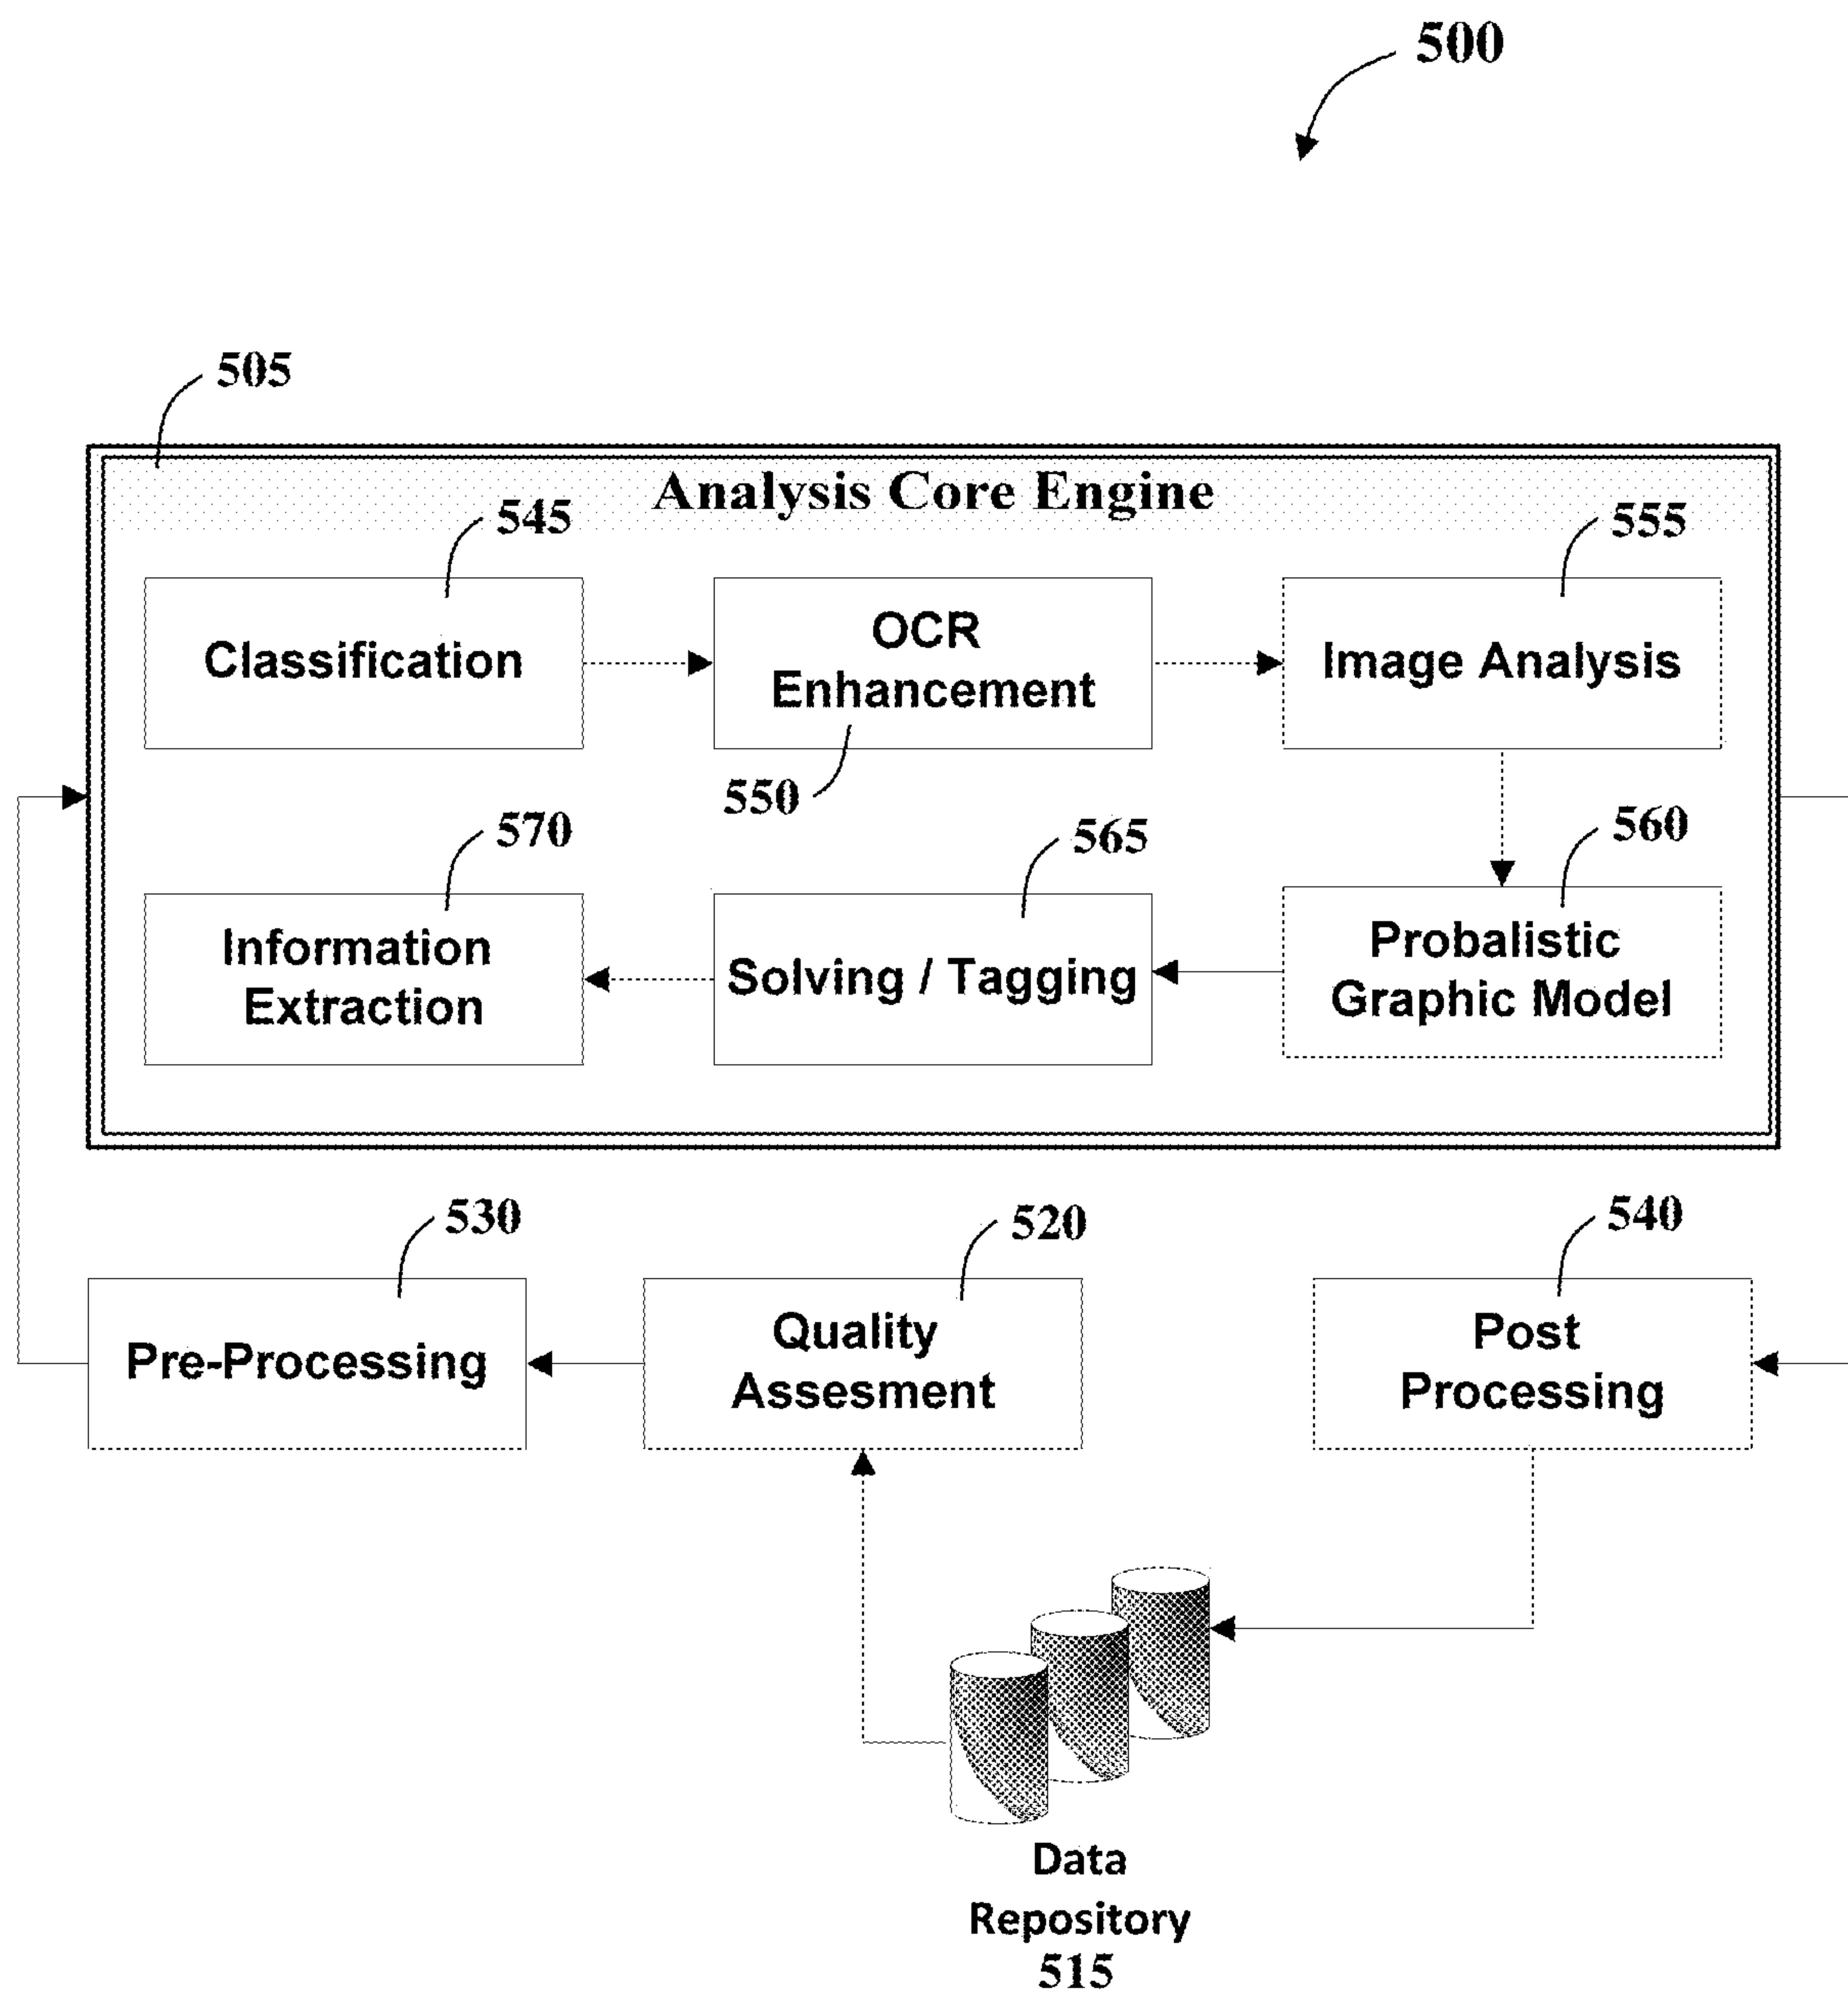 500
505
Analysis Core Engine
545
555
Classification
OCR
Enhancement
550
Image Analysis
570
565
560
Information
Extraction
Solving / Tagging
Probalistic
Graphic Model
530
520
540
Pre-Processing
Quality
Assesment
Post
Processing
Data
Repository
515